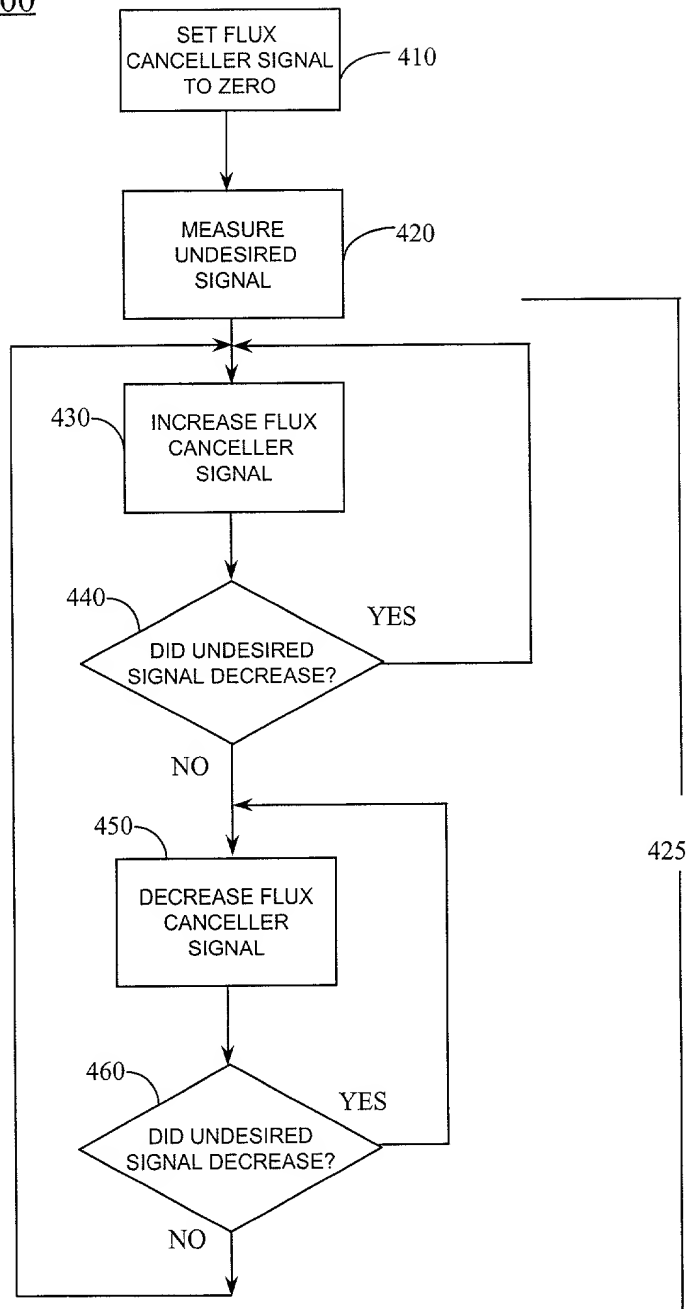 00
SET FLUX
CANCELLER SIGNAL
TO ZERO
410
MEASURE
UNDESIRED
SIGNAL
420
430
INCREASE FLUX
CANCELLER
SIGNAL
440
YES
DID UNDESIRED
SIGNAL DECREASE?
NO
450
425
DECREASE FLUX
CANCELLER
SIGNAL
460
YES
DID UNDESIRED
SIGNAL DECREASE?
NO